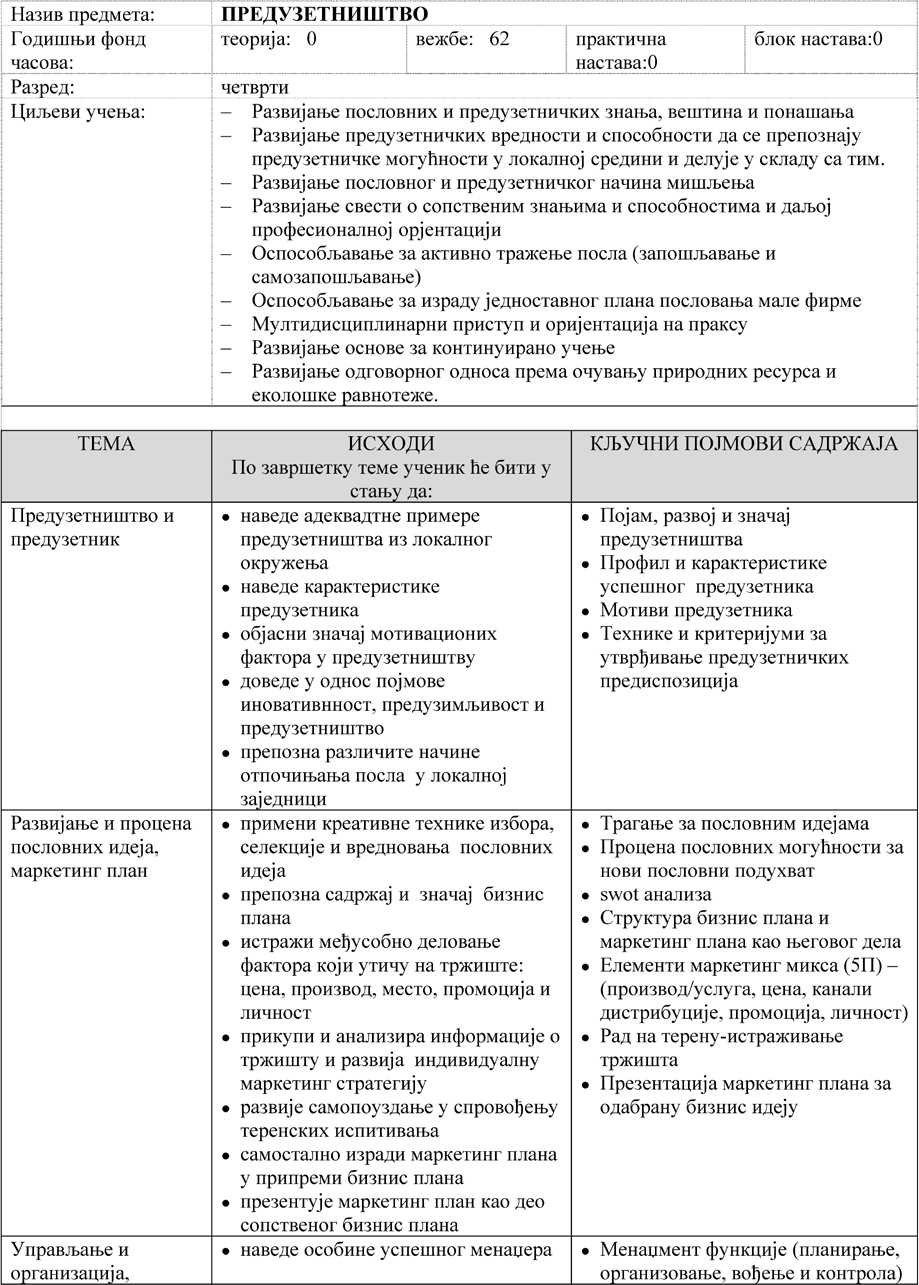 Назив предмета: ПРЕДУЗЕТНИШТВО
Годишњи фонд часова: теорија: 0 вежбе: 62 практична настава:0 блок настава:0
Разред: четврти
Циљеви учења:
– Развијање пословних и предузетничких знања, вештина и понашања
– Развијање предузетничких вредности и способности да се препознају
предузетничке могућности у локалној средини и делује у складу са тим.
– Развијање пословног и предузетничког начина мишљења
– Развијање свести о сопственим знањима и способностима и даљој
професионалној орјентацији
– Оспособљавање за активно тражење посла (запошљавање и
самозапошљавање)
– Оспособљавање за израду једноставног плана пословања мале фирме
– Мултидисциплинарни приступ и оријентација на праксу
– Развијање основе за континуирано учење
– Развијање одговорног односа према очувању природних ресурса и
еколошке равнотеже.
ТЕМА
ИСХОДИ
По завршетку теме ученик ће бити у
стању да:
КЉУЧНИ ПОЈМОВИ САДРЖАЈА
Предузетништво и
предузетник
• наведе адеквадтне примере
предузетништва из локалног
окружења
• наведе карактеристике
предузетника
• објасни значај мотивационих
фактора у предузетништву
• доведе у однос појмове
иновативнност, предузимљивост и
предузетништво
• препозна различите начине
отпочињања посла у локалној
заједници
• Појам, развој и значај
предузетништва
• Профил и карактеристике
успешног предузетника
• Мотиви предузетника
• Технике и критеријуми за
утврђивање предузетничких
предиспозиција
Развијање и процена
пословних идеја,
маркетинг план
• примени креативне технике избора,
селекције и вредновања пословних
идеја
• препозна садржај и значај бизнис
плана
• истражи међусобно деловање
фактора који утичу на тржиште:
цена, производ, место, промоција и
личност
• прикупи и анализира информације о
тржишту и развија индивидуалну
маркетинг стратегију
• развије самопоуздање у спровођењу
теренских испитивања
• самостално изради маркетинг плана
у припреми бизнис плана
• презентује маркетинг план као део
сопственог бизнис плана
• Трагање за пословним идејама
• Процена пословних могућности за
нови пословни подухват
• swot анализа
• Структура бизнис плана и
маркетинг плана као његовог дела
• Елементи маркетинг микса (5П) –
(производ/услуга, цена, канали
дистрибуције, промоција, личност)
• Рад на терену-истраживање
тржишта
• Презентација маркетинг плана за
одабрану бизнис идеју
Управљање и
организација,
• наведе особине успешног менаџера
• Менаџмент функције (планирање,
организовање, вођење и контрола)